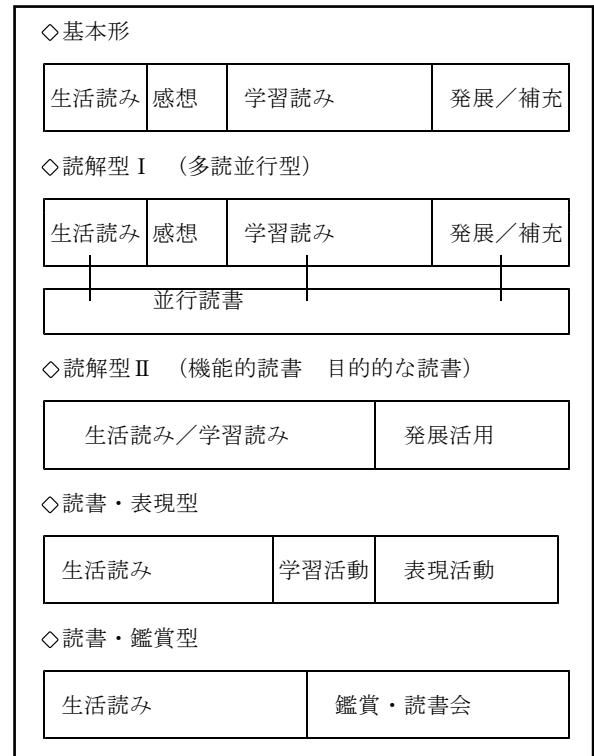 ◇基本形
生活読み 感想 学習読み 発展／補充
◇読解型Ⅰ （多読並行型）
生活読み 感想 学習読み 発展／補充
並行読書
◇読解型Ⅱ （機能的読書　目的的な読書）
生活読み／学習読み 発展活用
◇読書・表現型
生活読み 学習活動 表現活動
◇読書・鑑賞型
生活読み 鑑賞・読書会